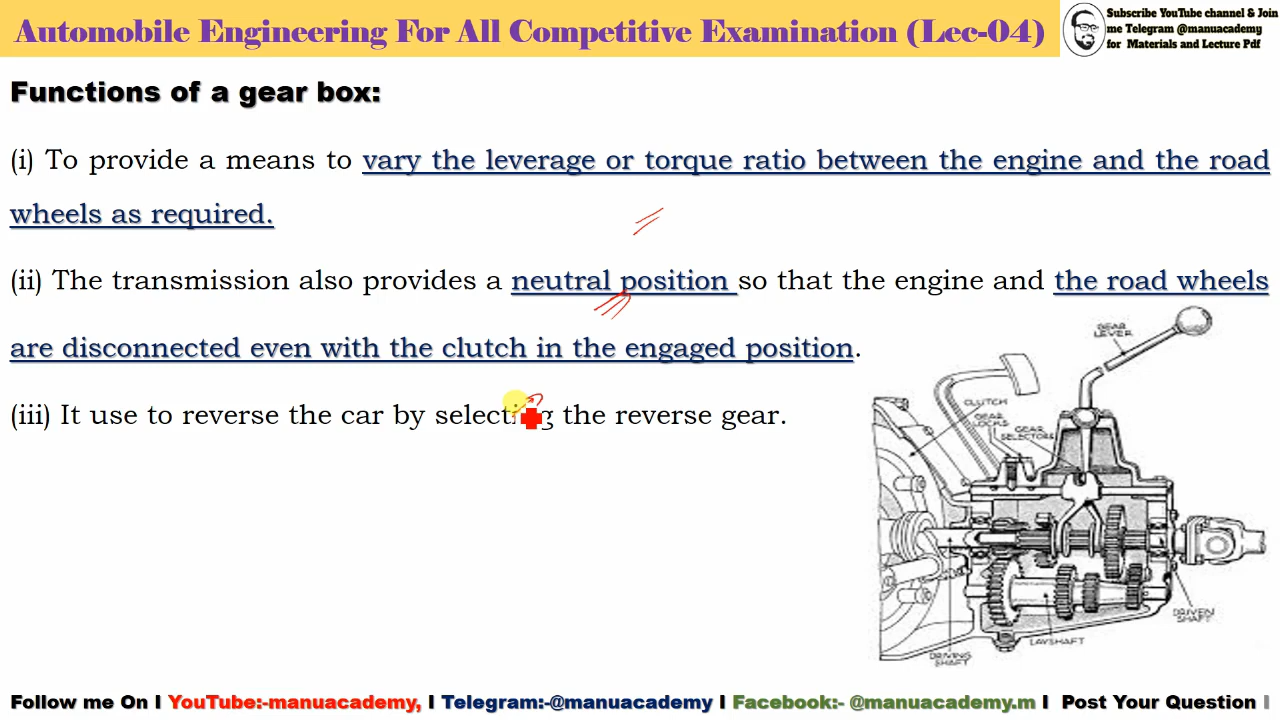 Automobile Engineering For All Competitive Examination (Lec-04)
Subscribe YouTube channel & Join
me Telegram @manuacademy
for Materials and Lecture Pdf
Functions of a gear box:
(i) To provide a means to vary the leverage or torque ratio between the engine and the road
wheels as required.
(ii) The transmission also provides a neutral position so that the engine and the road wheels
are disconnected even with the clutch in the engaged position.
(iii) It use to reverse the car by selecting the reverse gear.
GEAR
LEVER
CLUTCH
GEAR
LOCKS
GEAR
SELECTORS
DRIVEN
SHAFT
LAYSHAFT
DRIVING
SHAFT
Follow me On I YouTube:-manuacademy, I Telegram:-@manuacademy I Facebook:- @manuacademy.m I Post Your Question I